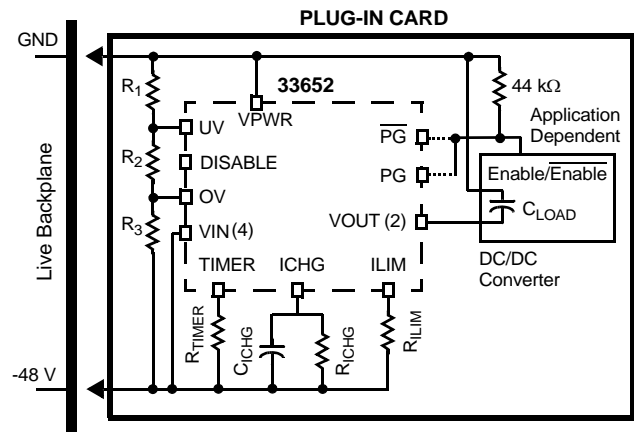 PLUG-IN CARD
GND
Live Backplane
-48 V
R1
R2
R3
33652
VPWR
UV
DISABLE
OV
VIN (4)
TIMER
ICHG
ILIM
PG
PG
VOUT (2)
44 kΩ
Application
Dependent
Enable/Enable
CLOAD
DC/DC
Converter
RTIMER
CICHG
RICHG
RILIM